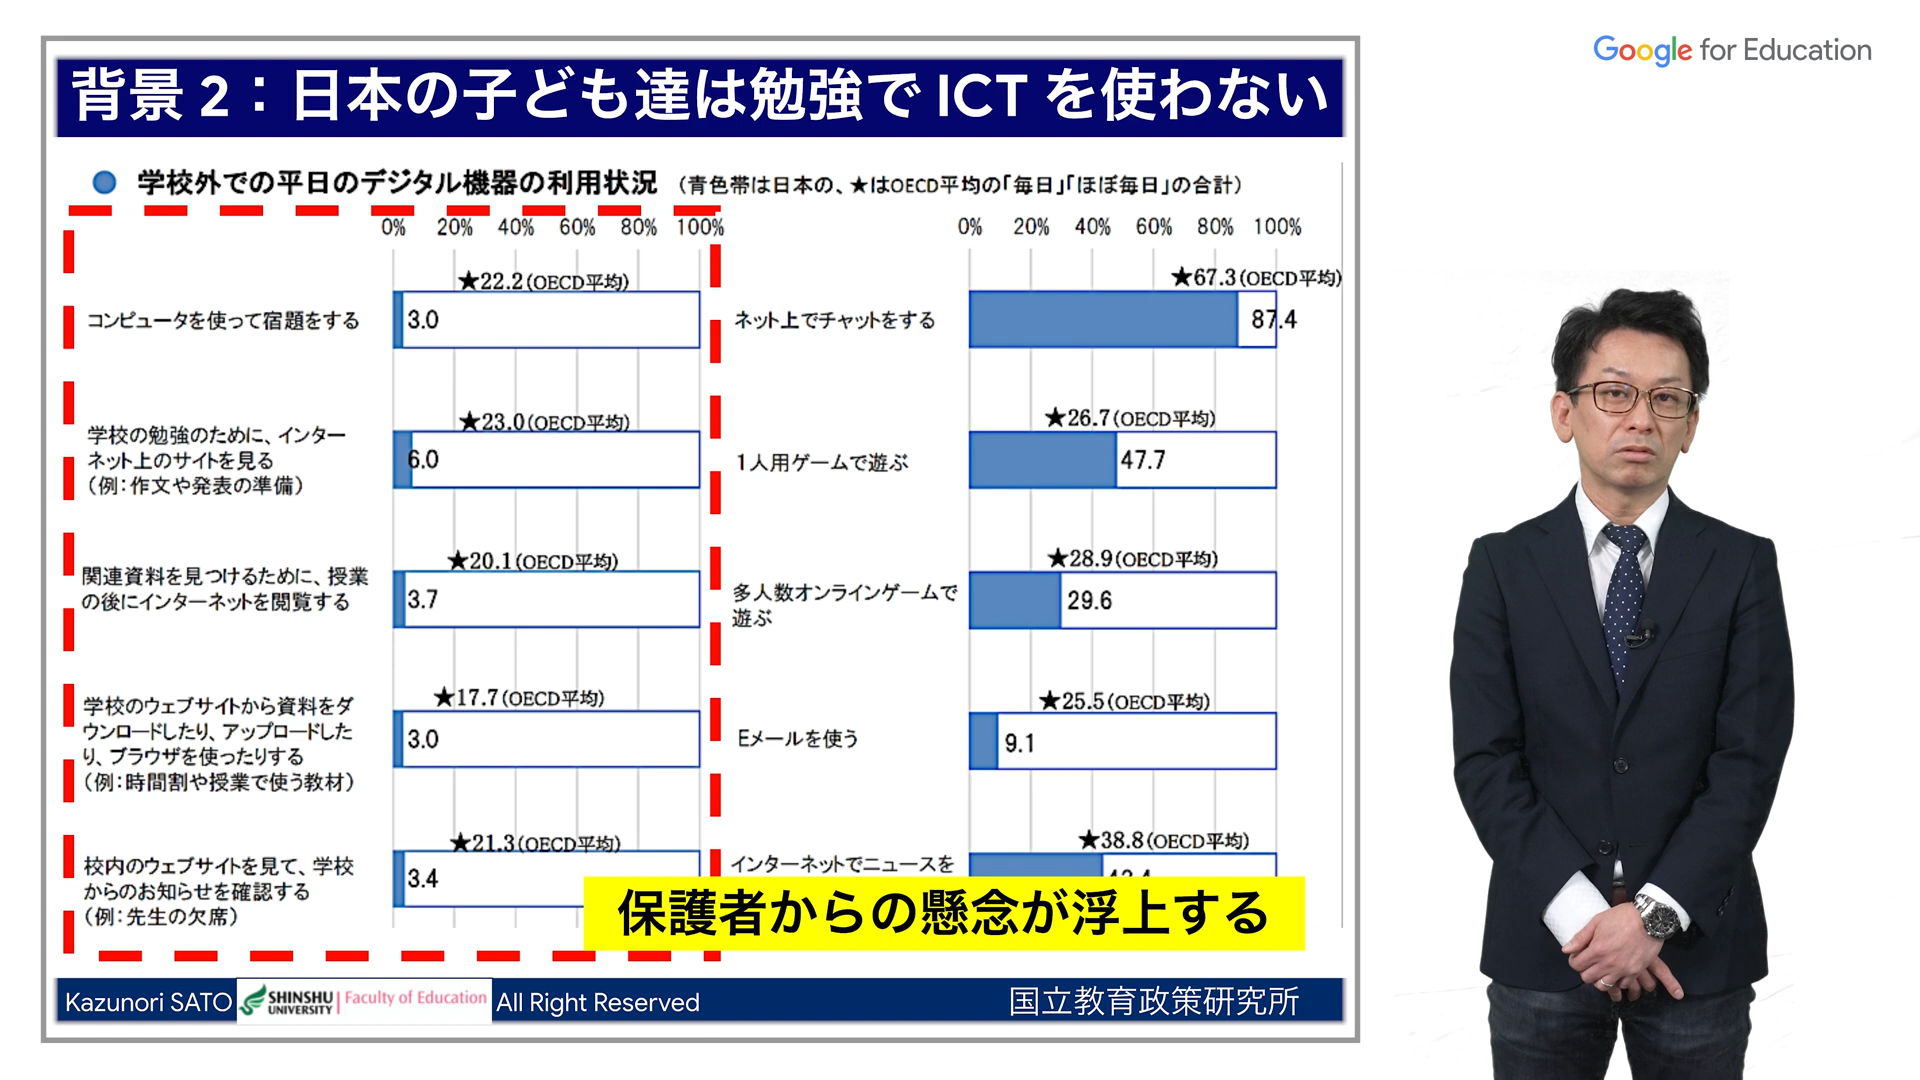 Google for Education
背景 2：日本の子ども達は勉強で ICT を使わない
学校外での平日のデジタル機器の利用状況 （青色帯は日本の、★はOECD平均の｢毎日｣｢ほぼ毎日｣の合計）
0% 20% 40% 60% 80% 100%
★22.2(OECD平均)
コンピュータを使って宿題をする
3.0
★23.0(OECD平均)
学校の勉強のために、インター
ネット上のサイトを見る
（例：作文や発表の準備）
6.0
★20.1(OECD平均)
関連資料を見つけるために、授業
の後にインターネットを閲覧する
3.7
★17.7(OECD平均)
学校のウェブサイトから資料をダ
ウンロードしたり、アップロードした
り、ブラウザを使ったりする
（例：時間割や授業で使う教材）
3.0
★21.3(OECD平均)
校内のウェブサイトを見て、学校
からのお知らせを確認する
（例：先生の欠席）
3.4
0% 20% 40% 60% 80% 100%
★67.3(OECD平均)
ネット上でチャットをする
87.4
★26.7(OECD平均)
1人用ゲームで遊ぶ
47.7
★28.9(OECD平均)
多人数オンラインゲームで
遊ぶ
29.6
★25.5(OECD平均)
Eメールを使う
9.1
★38.8(OECD平均)
インターネットでニュースを
保護者からの懸念が浮上する
Kazunori SATO
SHINSHU
UNIVERSITY
Faculty of Education
All Right Reserved
国立教育政策研究所